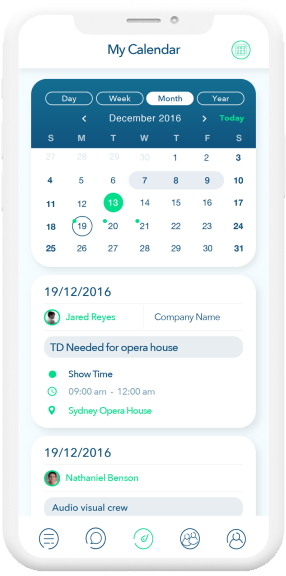 My Calendar
Day Week Month Year
< December 2016 > Today
S M T W T F S
27 28 29 30 1 2 3
4 5 6 7 8 9 10
11 12 13 14 15 16 17
18 19 20 21 22 23 24
25 26 27 28 29 30 31
19/12/2016
Jared Reyes Company Name
TD Needed for opera house
Show Time
09:00 am - 12:00 am
Sydney Opera House
19/12/2016
Nathaniel Benson
Audio visual crew